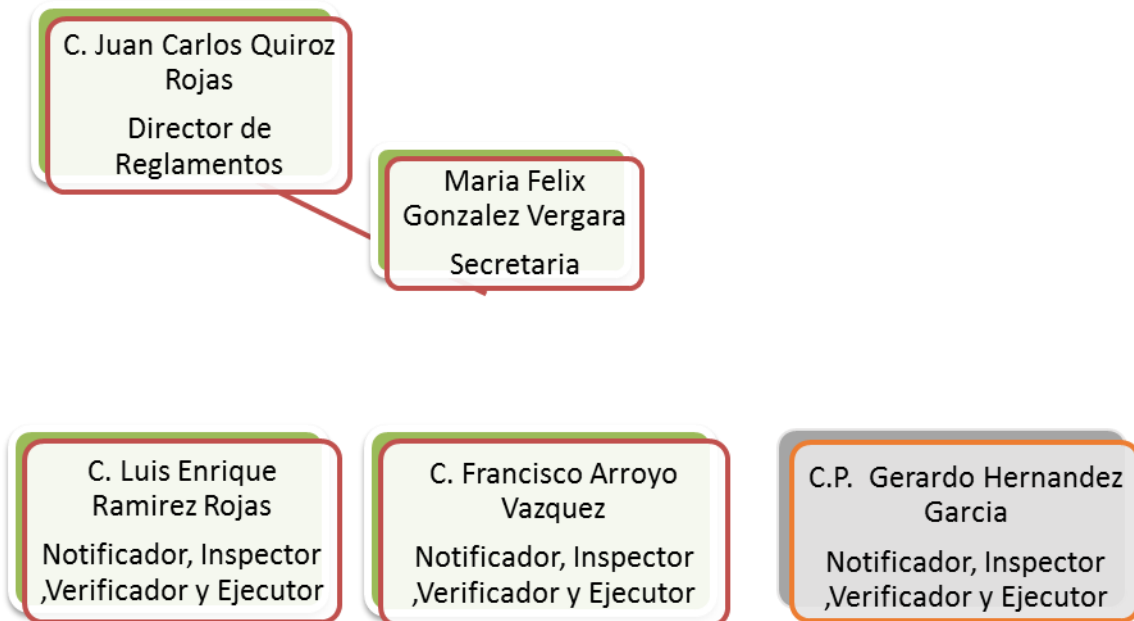 C. Juan Carlos Quiroz
Rojas
Director de
Reglamentos
Maria Felix
Gonzalez Vergara
Secretaria
C. Luis Enrique
Ramirez Rojas
Notificador, Inspector
,Verificador y Ejecutor
C. Francisco Arroyo
Vazquez
Notificador, Inspector
,Verificador y Ejecutor
C.P.  Gerardo Hernandez
Garcia
Notificador, Inspector
,Verificador y Ejecutor